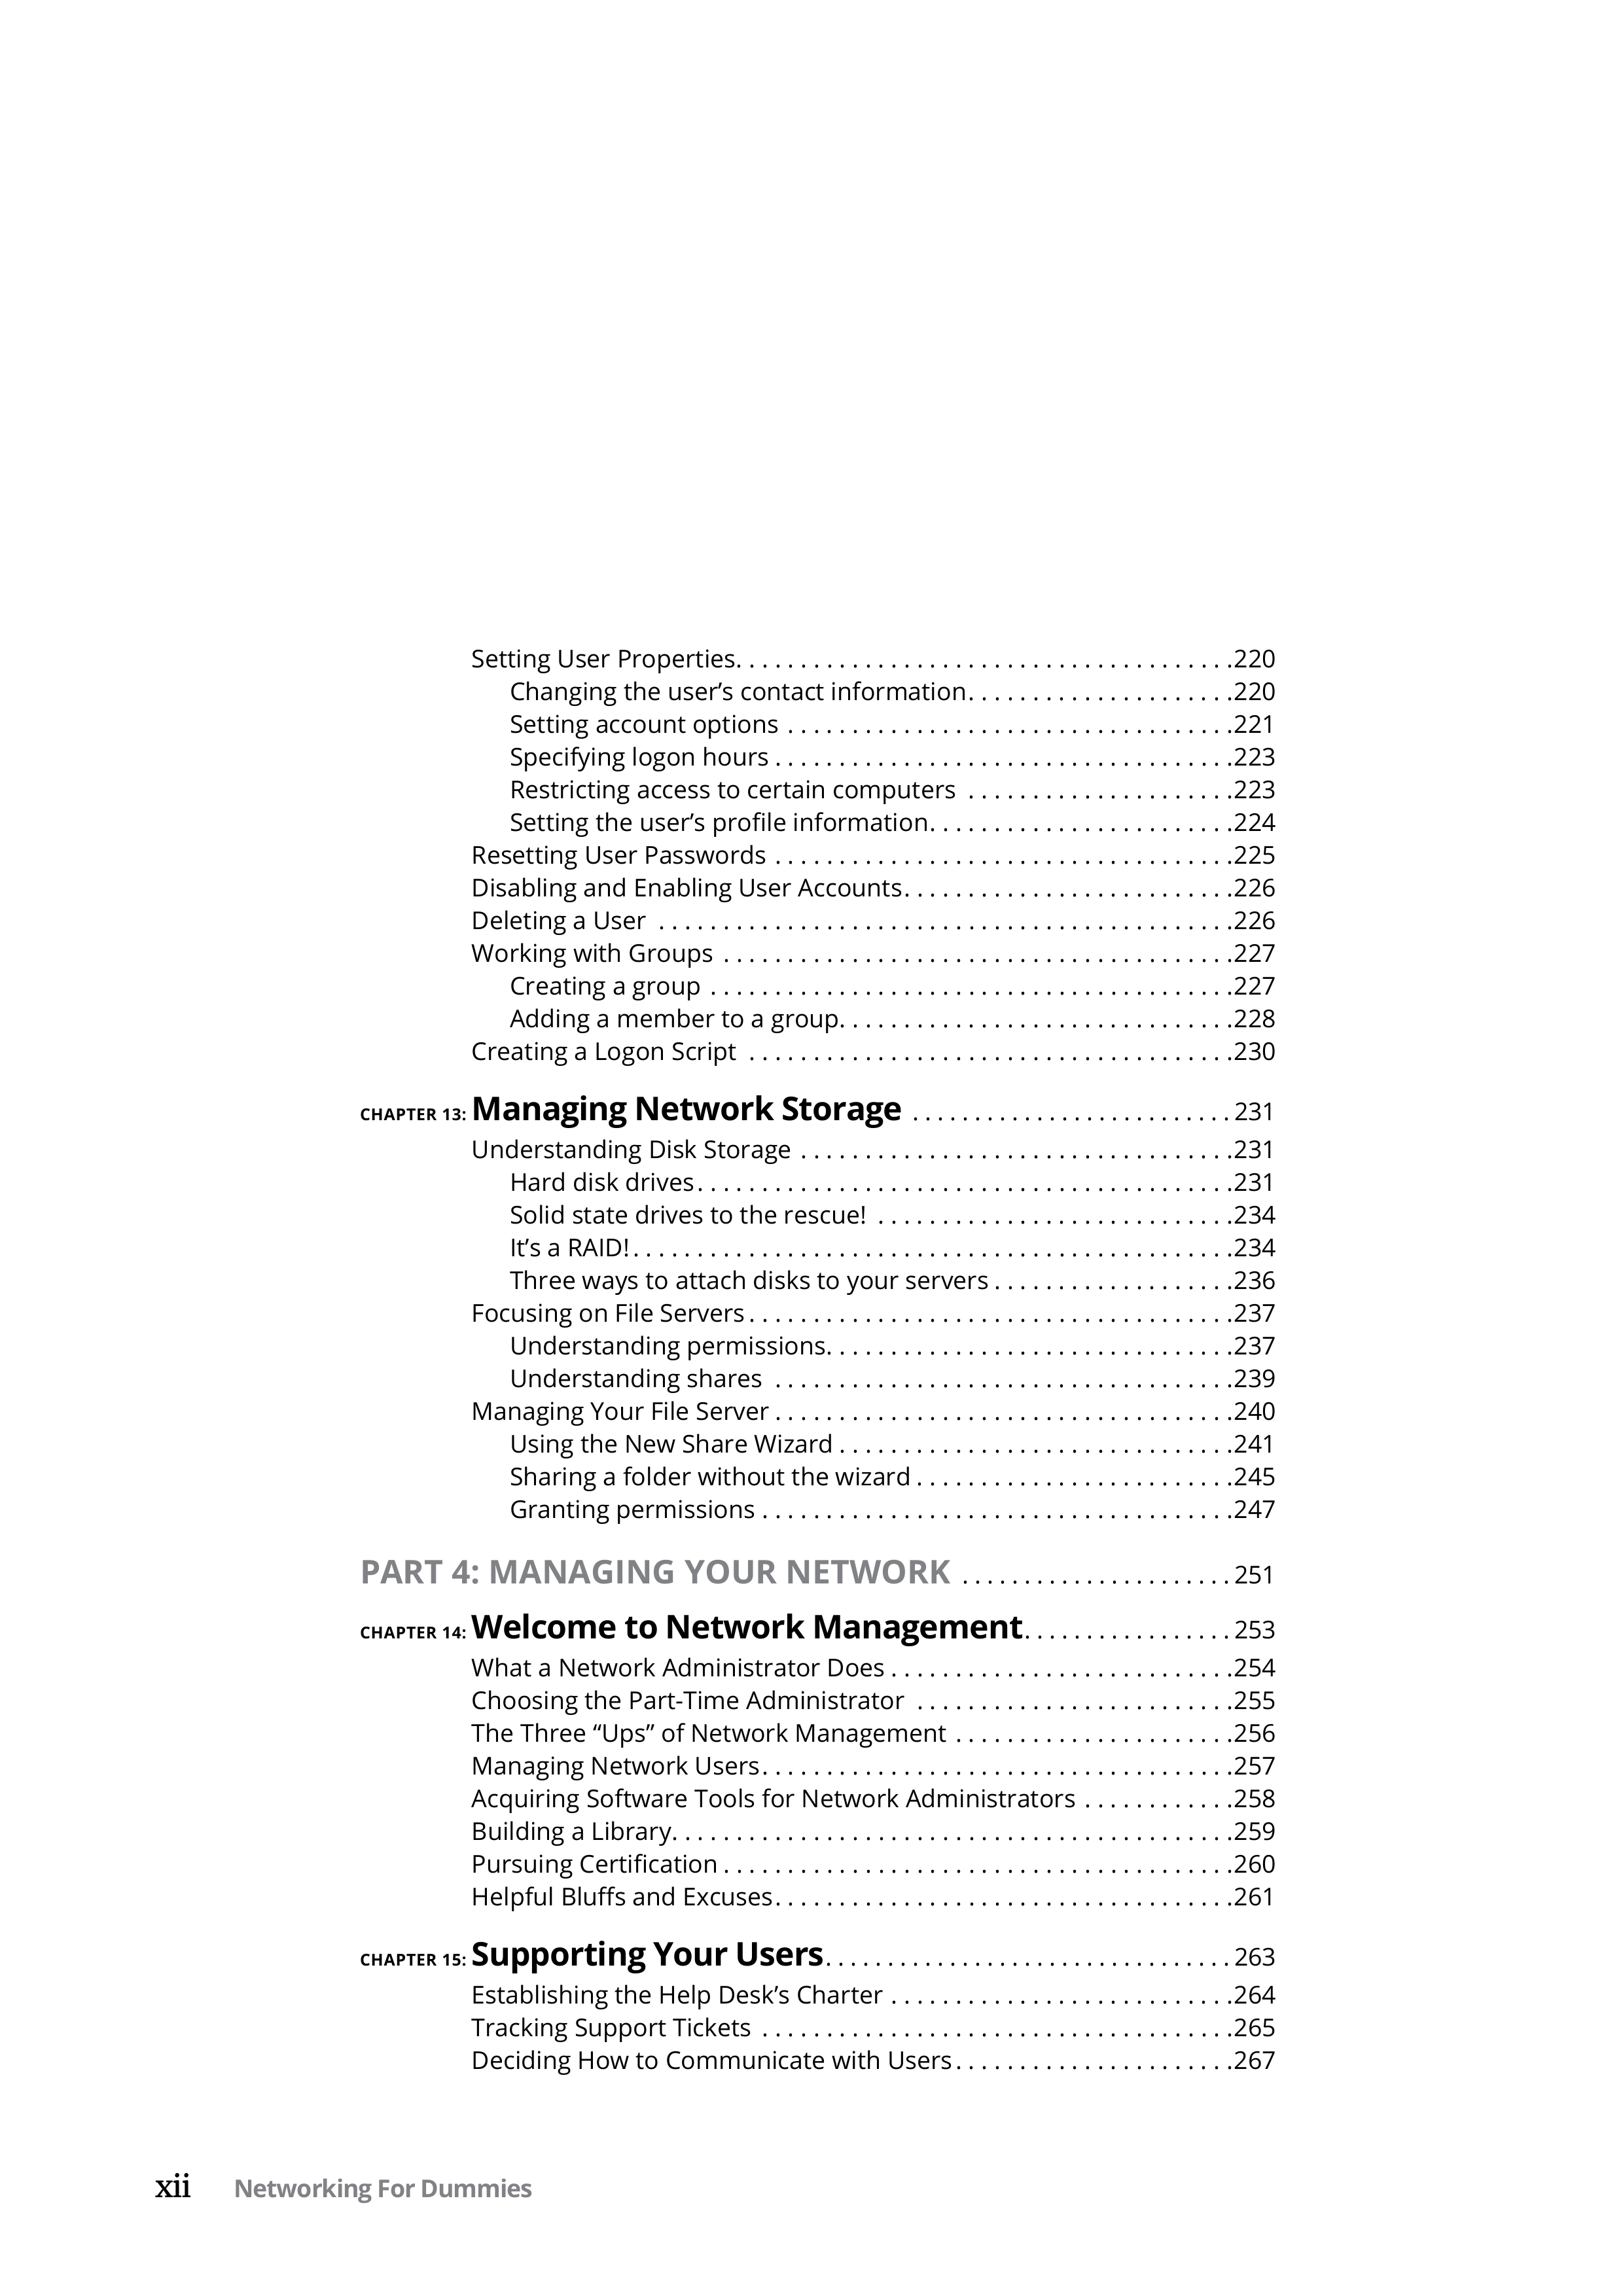 Setting User Properties. . . . . . . . . . . . . . . . . . . . . . . . . . . . . . . . . . . . . . .220
Changing the user’s contact information. . . . . . . . . . . . . . . . . . . . .220
Setting account options . . . . . . . . . . . . . . . . . . . . . . . . . . . . . . . . . . .221
Specifying logon hours . . . . . . . . . . . . . . . . . . . . . . . . . . . . . . . . . . . .223
Restricting access to certain computers . . . . . . . . . . . . . . . . . . . . .223
Setting the user’s profile information. . . . . . . . . . . . . . . . . . . . . . . .224
Resetting User Passwords . . . . . . . . . . . . . . . . . . . . . . . . . . . . . . . . . . . .225
Disabling and Enabling User Accounts. . . . . . . . . . . . . . . . . . . . . . . . . .226
Deleting a User . . . . . . . . . . . . . . . . . . . . . . . . . . . . . . . . . . . . . . . . . . . . .226
Working with Groups . . . . . . . . . . . . . . . . . . . . . . . . . . . . . . . . . . . . . . . .227
Creating a group . . . . . . . . . . . . . . . . . . . . . . . . . . . . . . . . . . . . . . . . .227
Adding a member to a group. . . . . . . . . . . . . . . . . . . . . . . . . . . . . . .228
Creating a Logon Script . . . . . . . . . . . . . . . . . . . . . . . . . . . . . . . . . . . . . .230
CHAPTER 13: Managing Network Storage . . . . . . . . . . . . . . . . . . . . . . . . . . 231
Understanding Disk Storage . . . . . . . . . . . . . . . . . . . . . . . . . . . . . . . . . .231
Hard disk drives. . . . . . . . . . . . . . . . . . . . . . . . . . . . . . . . . . . . . . . . . .231
Solid state drives to the rescue! . . . . . . . . . . . . . . . . . . . . . . . . . . . .234
It’s a RAID!. . . . . . . . . . . . . . . . . . . . . . . . . . . . . . . . . . . . . . . . . . . . . . .234
Three ways to attach disks to your servers . . . . . . . . . . . . . . . . . . .236
Focusing on File Servers . . . . . . . . . . . . . . . . . . . . . . . . . . . . . . . . . . . . . .237
Understanding permissions. . . . . . . . . . . . . . . . . . . . . . . . . . . . . . . .237
Understanding shares . . . . . . . . . . . . . . . . . . . . . . . . . . . . . . . . . . . .239
Managing Your File Server . . . . . . . . . . . . . . . . . . . . . . . . . . . . . . . . . . . .240
Using the New Share Wizard . . . . . . . . . . . . . . . . . . . . . . . . . . . . . . .241
Sharing a folder without the wizard . . . . . . . . . . . . . . . . . . . . . . . . .245
Granting permissions . . . . . . . . . . . . . . . . . . . . . . . . . . . . . . . . . . . . .247
PART 4: MANAGING YOUR NETWORK . . . . . . . . . . . . . . . . . . . . . . 251
CHAPTER 14: Welcome to Network Management. . . . . . . . . . . . . . . . . 253
What a Network Administrator Does . . . . . . . . . . . . . . . . . . . . . . . . . . .254
Choosing the Part-Time Administrator . . . . . . . . . . . . . . . . . . . . . . . . .255
The Three “Ups” of Network Management . . . . . . . . . . . . . . . . . . . . . .256
Managing Network Users. . . . . . . . . . . . . . . . . . . . . . . . . . . . . . . . . . . . .257
Acquiring Software Tools for Network Administrators . . . . . . . . . . . .258
Building a Library. . . . . . . . . . . . . . . . . . . . . . . . . . . . . . . . . . . . . . . . . . . .259
Pursuing Certification . . . . . . . . . . . . . . . . . . . . . . . . . . . . . . . . . . . . . . . .260
Helpful Bluffs and Excuses. . . . . . . . . . . . . . . . . . . . . . . . . . . . . . . . . . . .261
CHAPTER 15: Supporting Your Users. . . . . . . . . . . . . . . . . . . . . . . . . . . . . . . . . 263
Establishing the Help Desk’s Charter . . . . . . . . . . . . . . . . . . . . . . . . . . .264
Tracking Support Tickets . . . . . . . . . . . . . . . . . . . . . . . . . . . . . . . . . . . . .265
Deciding How to Communicate with Users. . . . . . . . . . . . . . . . . . . . . .267
xii Networking For Dummies